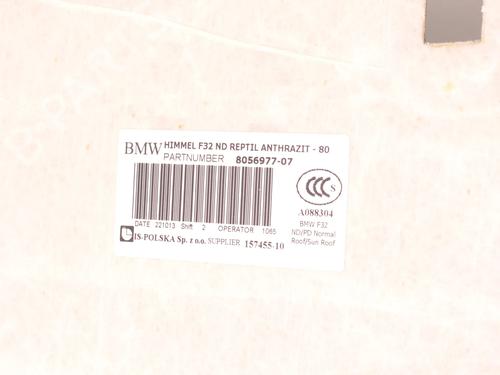 BMW HIMMEL F32 ND REPTIL ANTHRAZIT - 80
PARTNUMBER 8056977-07
CCC S
A088304
BMW F32
ND/PD Normal
Roof/Sun Roof
DATE 221013 Shift 2 OPERATOR 1065
IS-POLSKA Sp. z o.o. SUPPLIER 157455-10